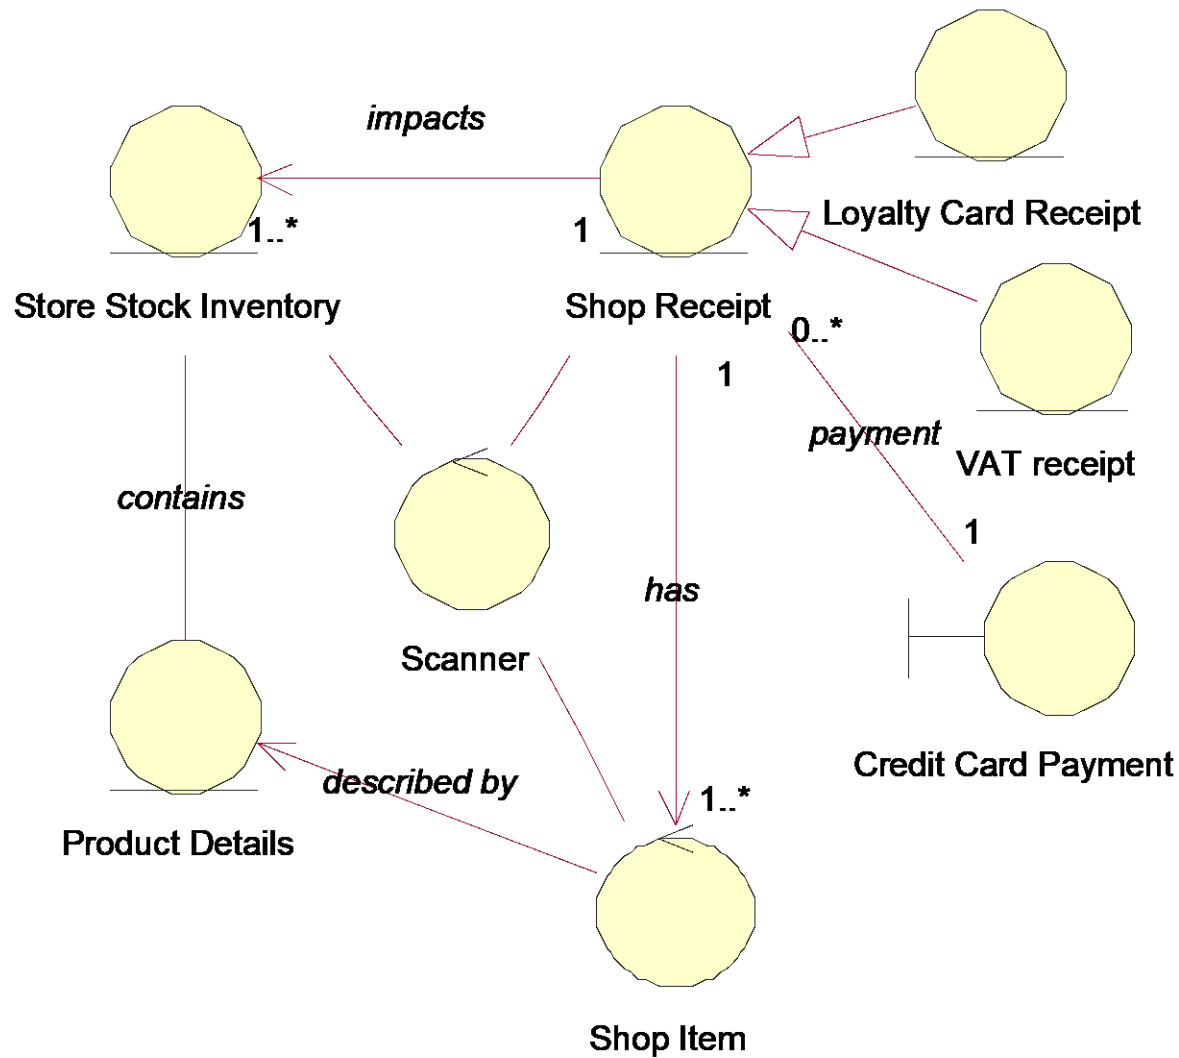 impacts
1..*
1
Loyalty Card Receipt
Store Stock Inventory
Shop Receipt
0..*
1
payment
VAT receipt
contains
1
has
Scanner
Credit Card Payment
described by
1..*
Product Details
Shop Item